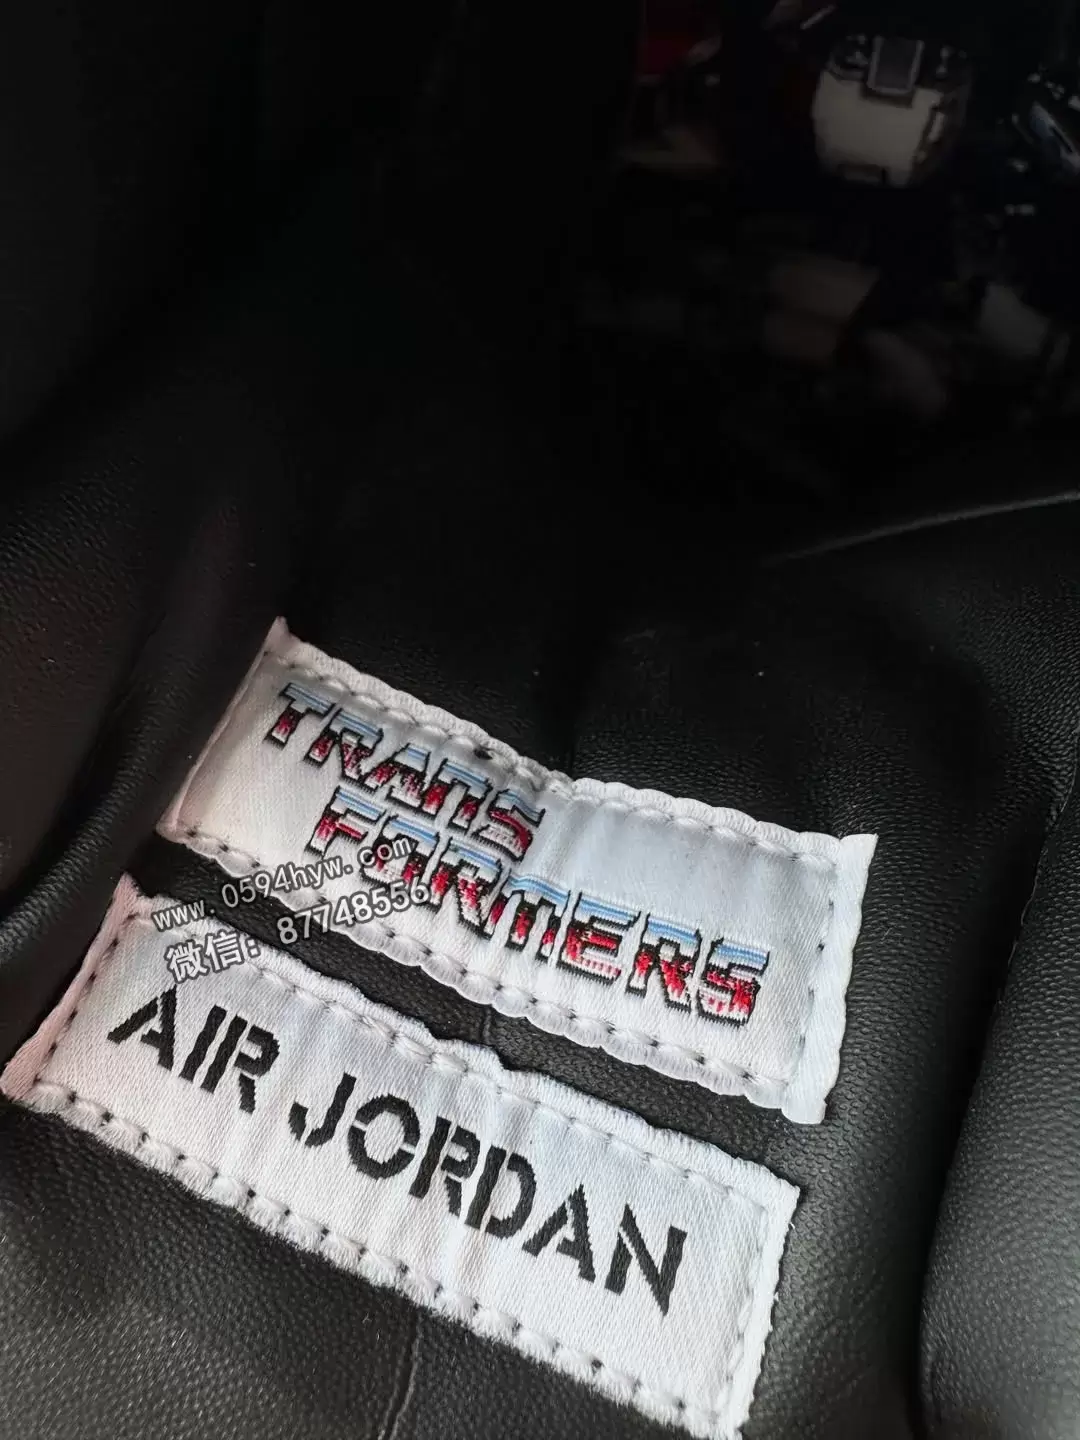 TRANS
FORMERS
www.0594hyw.com
微信: 87748556
AIR JORDAN